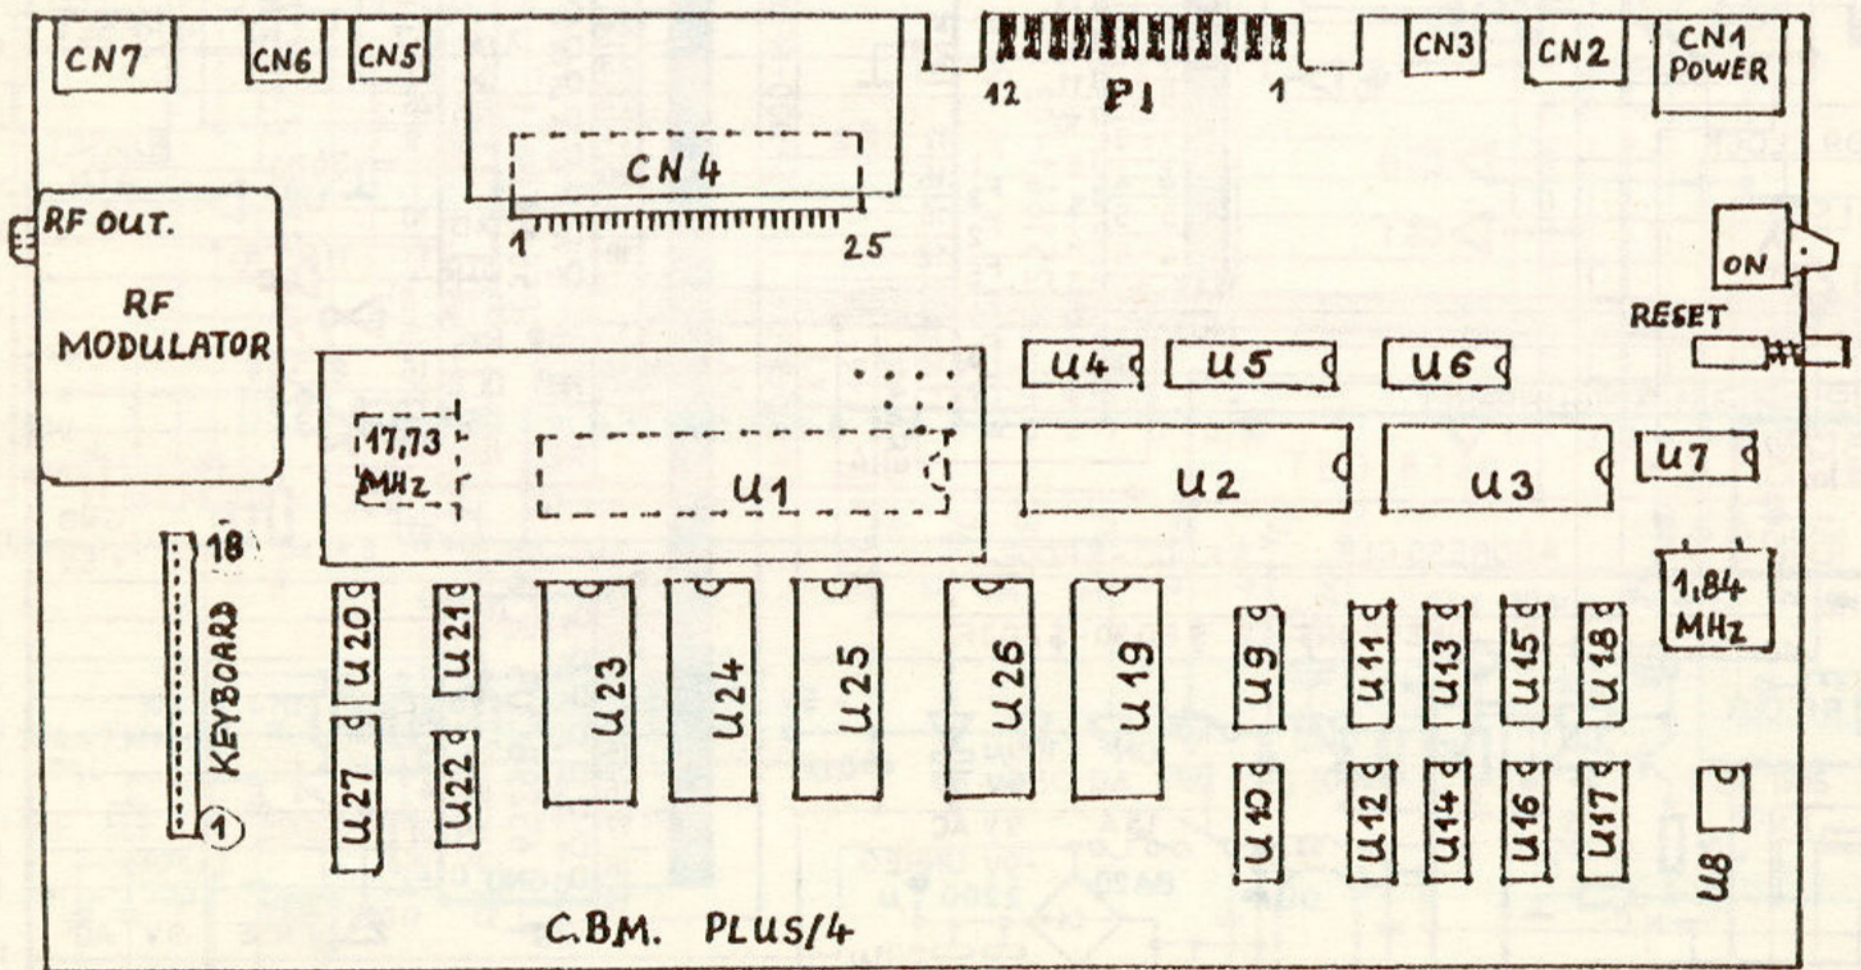 CN7
CN6
CN5
CN3
CN2
CN1
POWER
12
P1
1
CN4
1
25
RF OUT.
RF
MODULATOR
ON
RESET
U4
U5
U6
17,73
MHz
U1
U2
U3
U7
18
KEYBOARD
1
1,84
MHz
U20
U21
U23
U24
U25
U26
U19
U9
U11
U13
U15
U18
U27
U22
U10
U12
U14
U16
U17
U8
C.B.M. PLUS/4